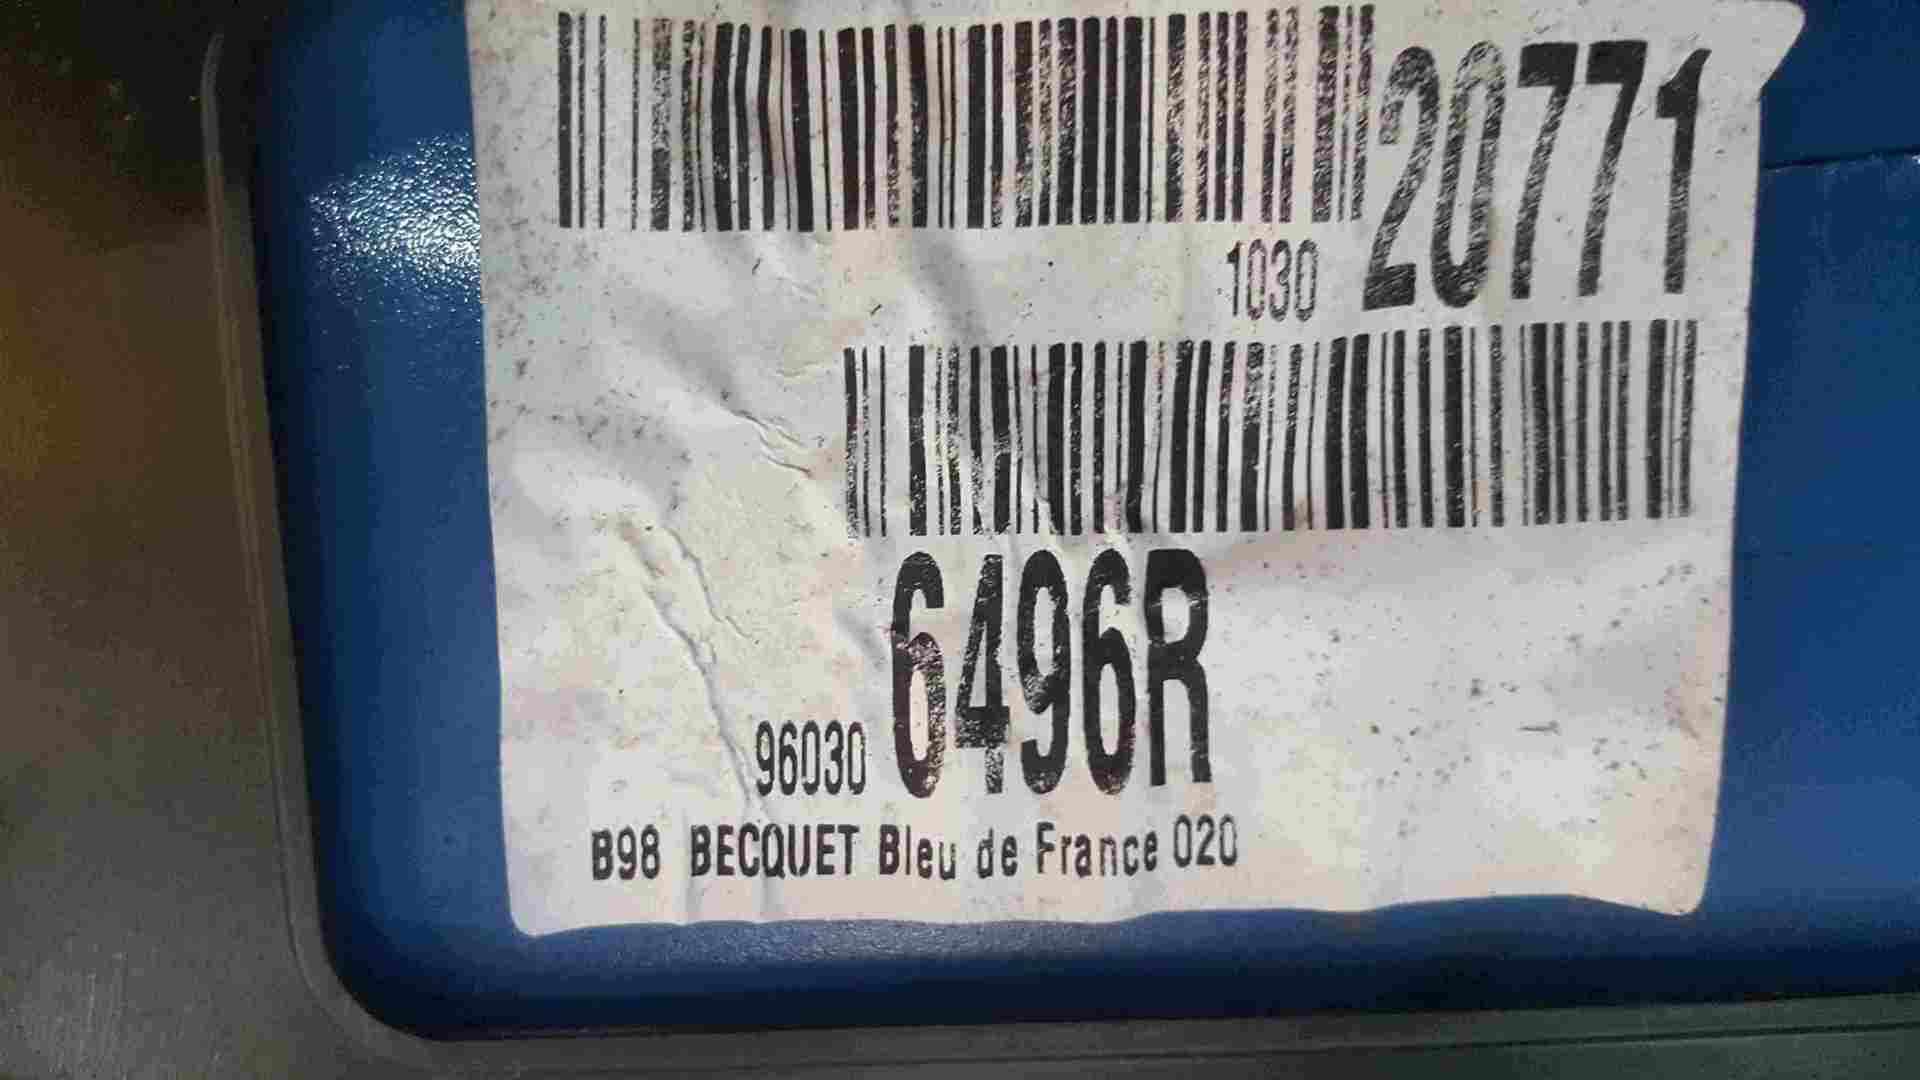 1030 20771
96030 6496R
B98 BECQUET Bleu de France 020